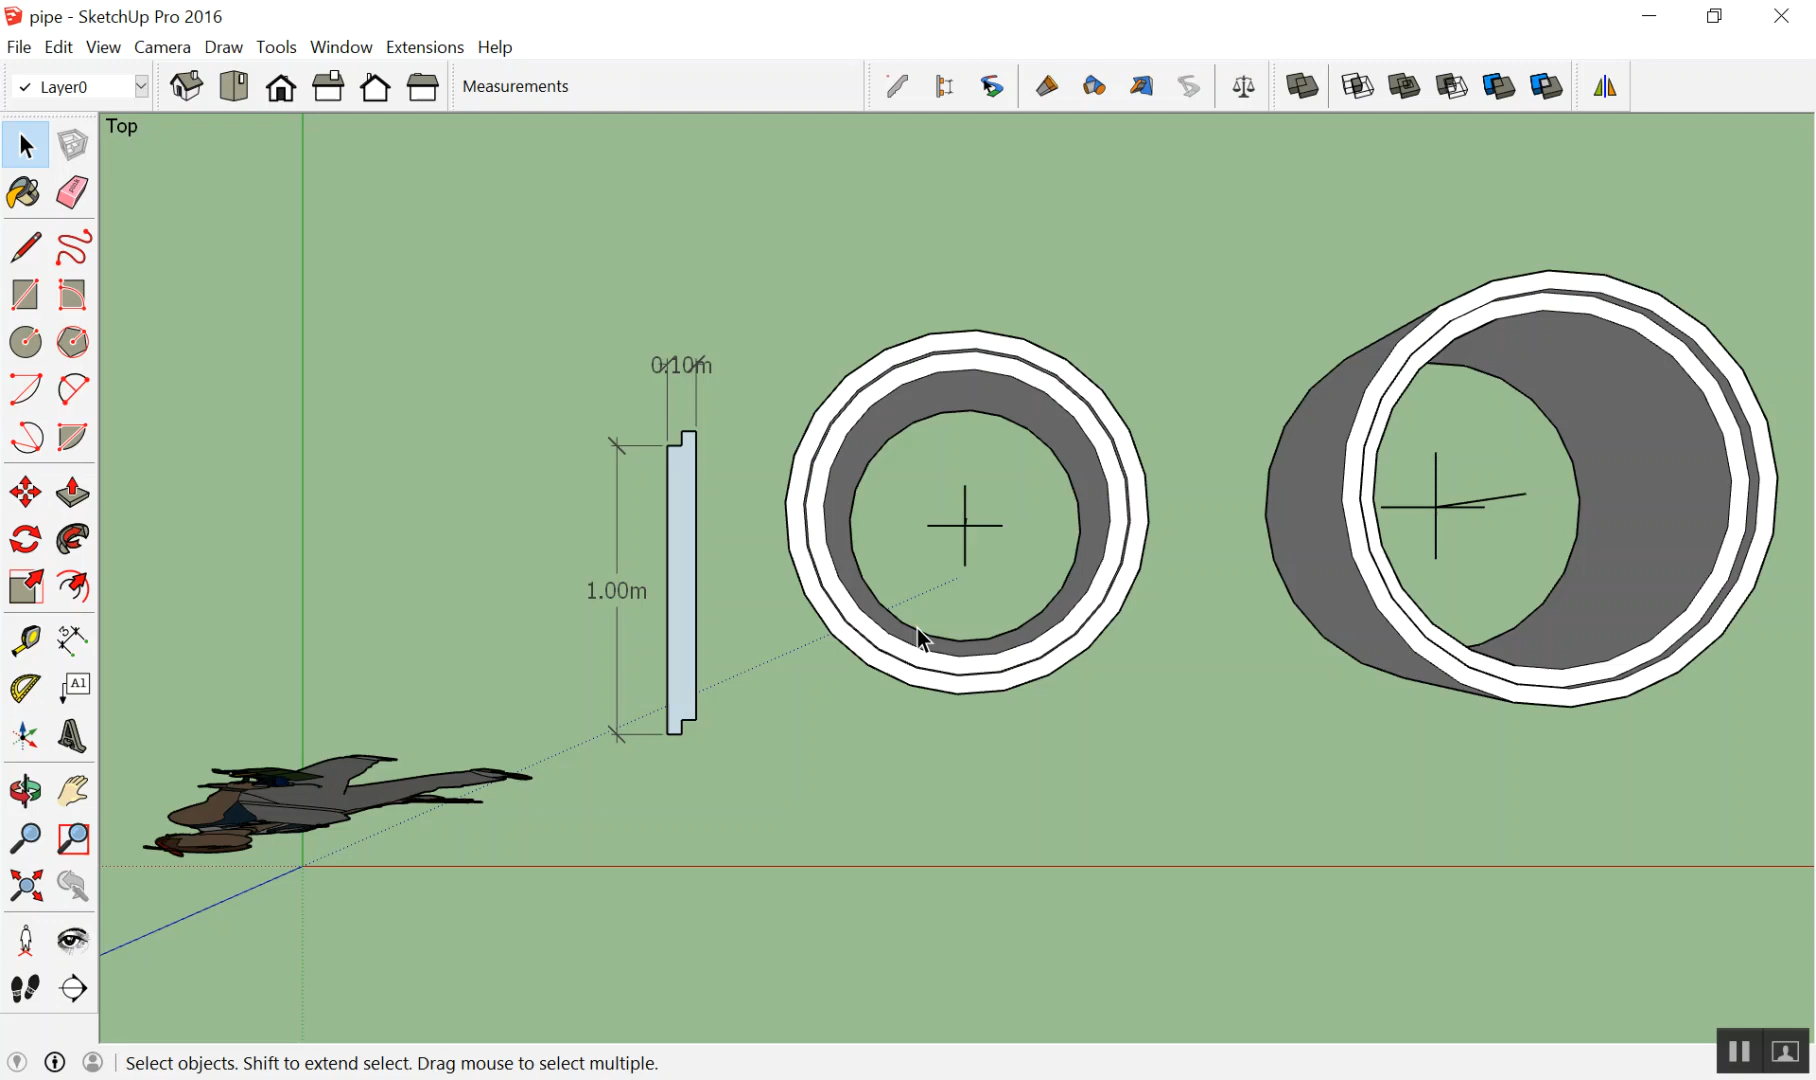 pipe - SketchUp Pro 2016
File Edit View Camera Draw Tools Window Extensions Help
Layer0 Measurements
Top
0.10m
1.00m
A1
Select objects. Shift to extend select. Drag mouse to select multiple.